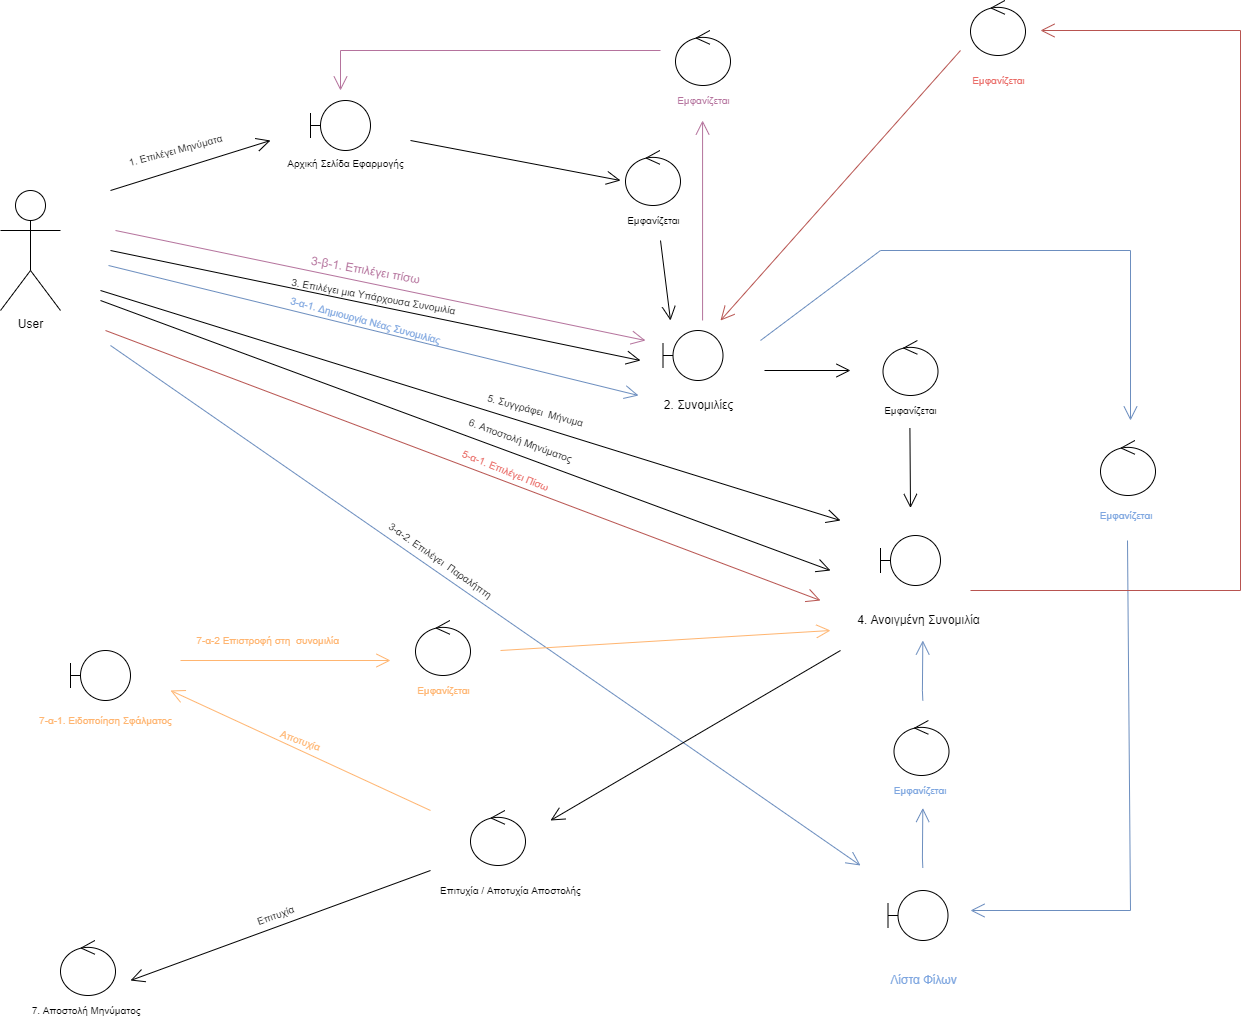 Εμφανίζεται
Εμφανίζεται
1. Επιλέγει Μηνύματα
Αρχική Σελίδα Εφαρμογής
Εμφανίζεται
3-β-1. Επιλέγει πίσω
3. Επιλέγει μια Υπάρχουσα Συνομιλία
3-α-1. Δημιουργία Νέας Συνομιλίας
User
2. Συνομιλίες
Εμφανίζεται
5. Συγγράφει Μήνυμα
6. Αποστολή Μηνύματος
5-α-1. Επιλέγει Πίσω
Εμφανίζεται
3-α-2. Επιλέγει Παραλήπτη
4. Ανοιγμένη Συνομιλία
7-α-2 Επιστροφή στη συνομιλία
Εμφανίζεται
7-α-1. Ειδοποίηση Σφάλματος
Αποτυχία
Εμφανίζεται
Επιτυχία / Αποτυχία Αποστολής
Επιτυχία
Λίστα Φίλων
7. Αποστολή Μηνύματος